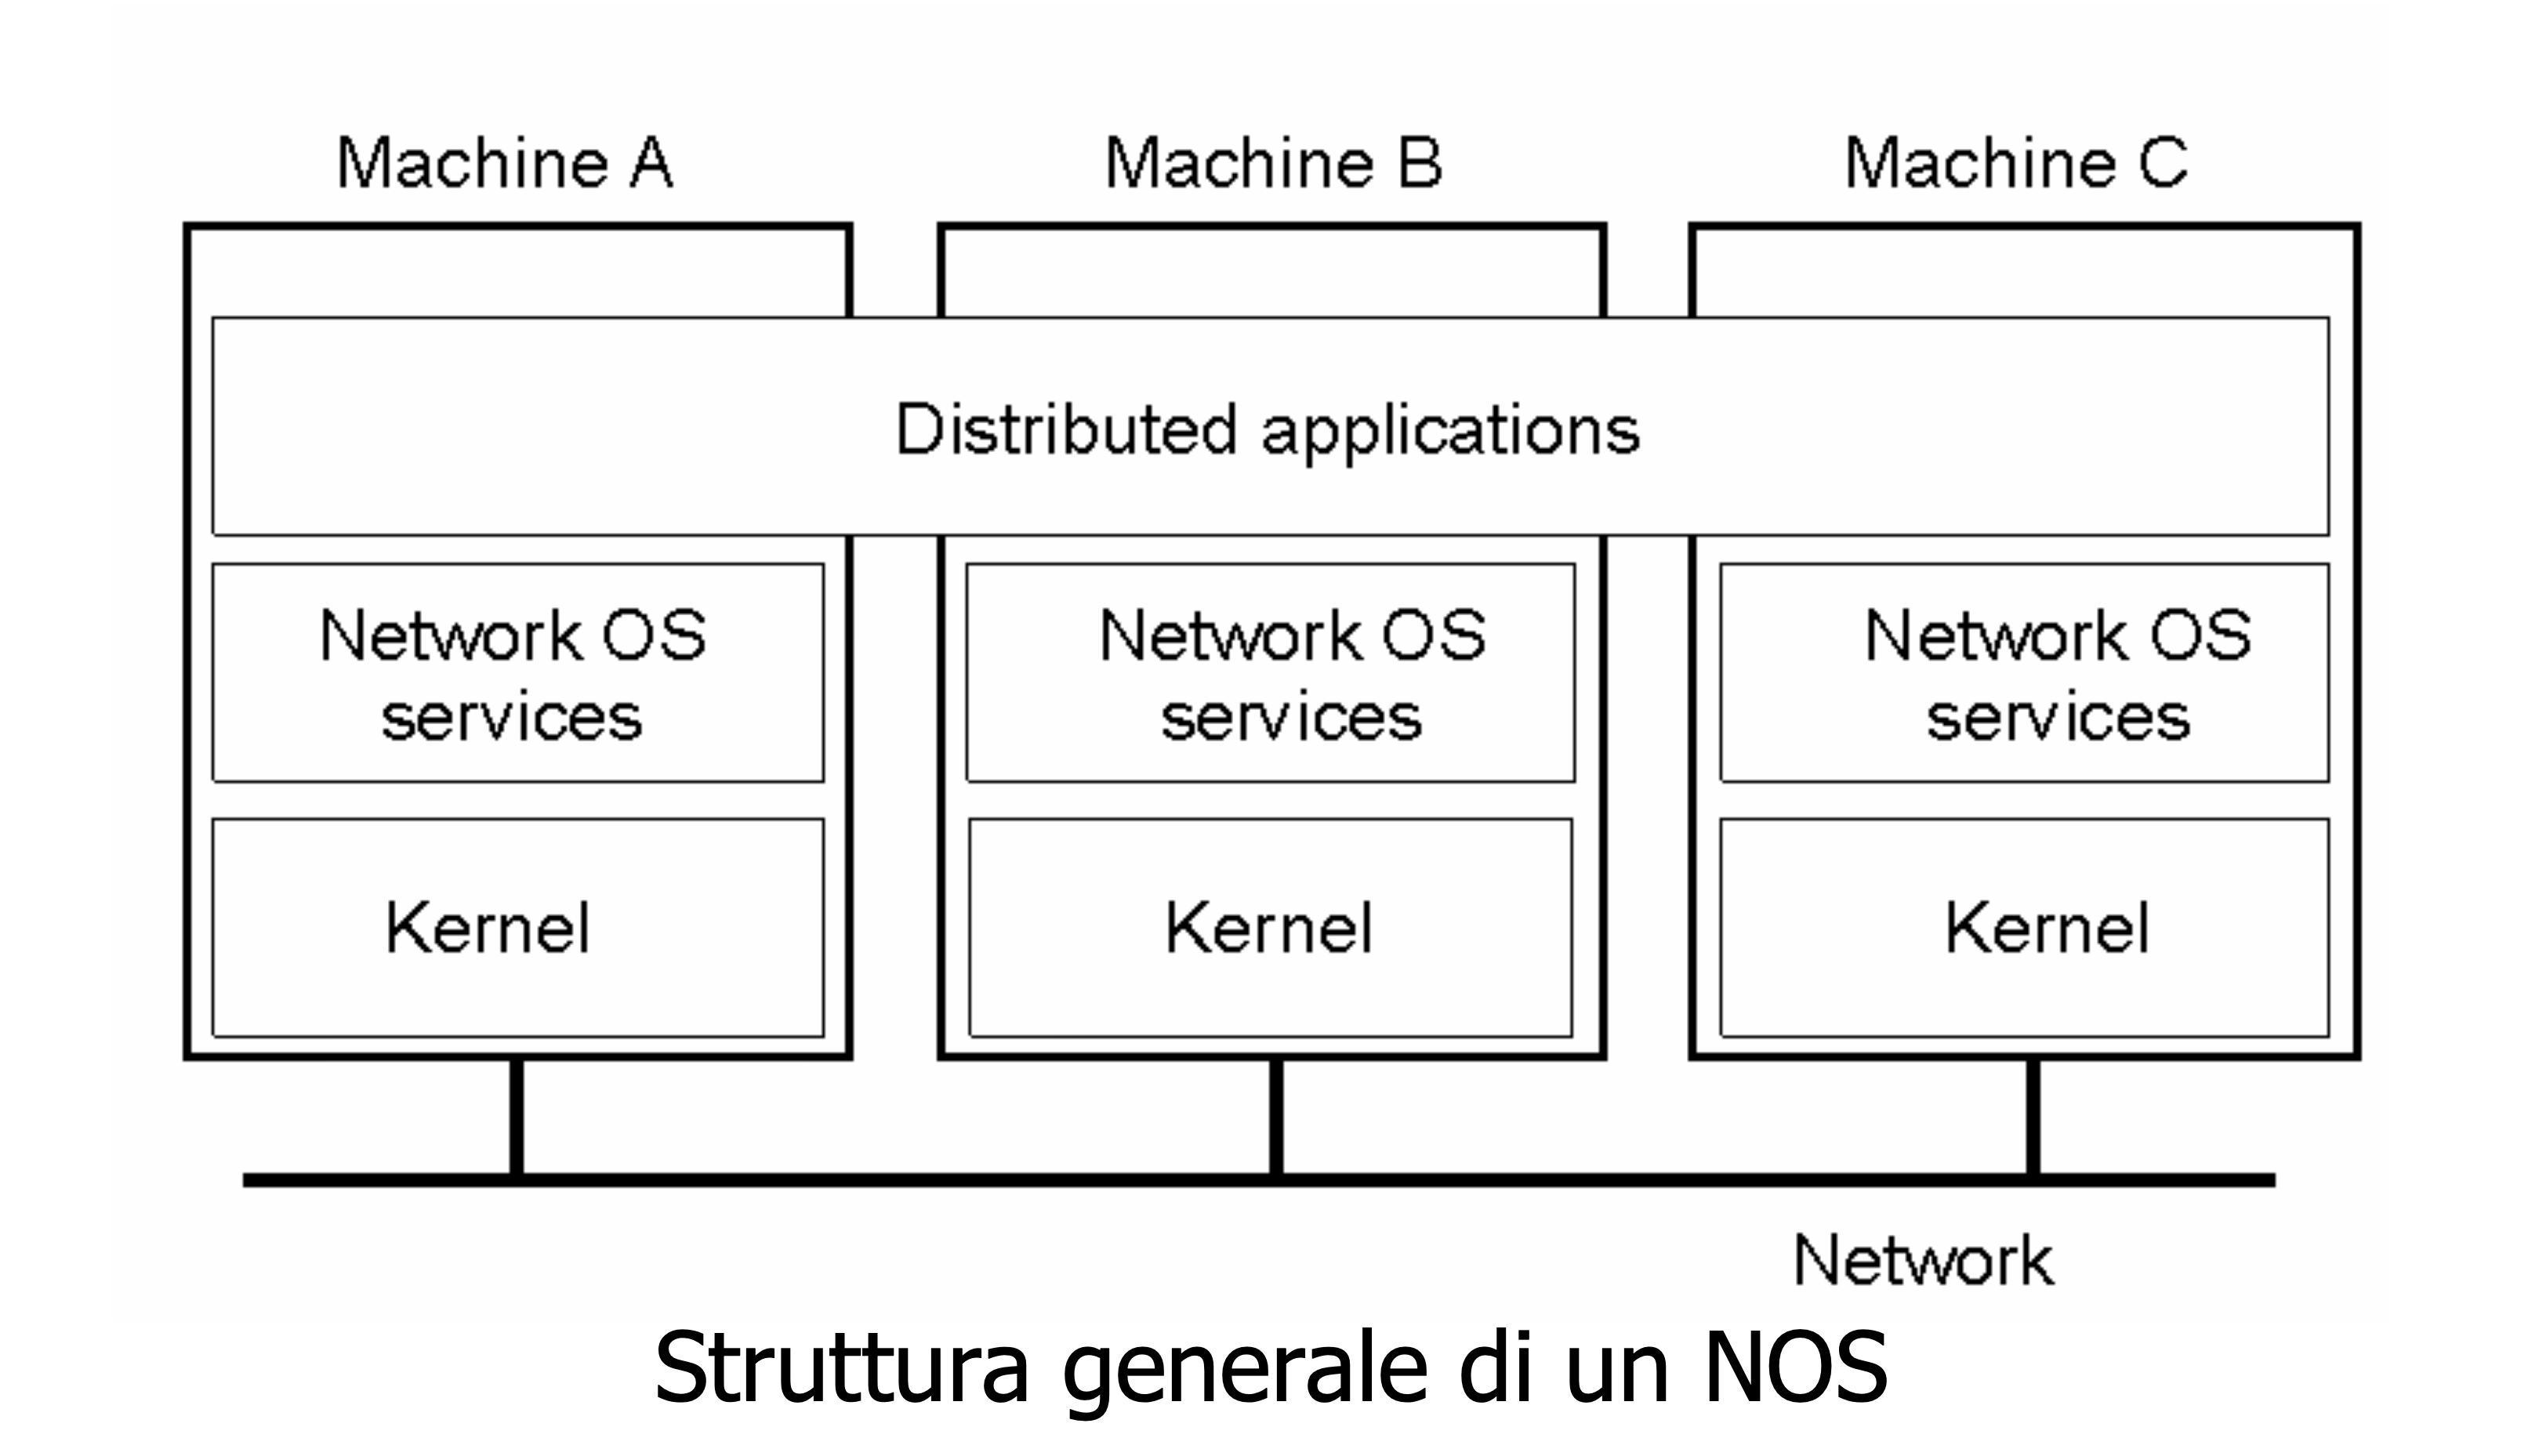 Machine A
Machine B
Machine C
Distributed applications
Network OS
services
Network OS
services
Network OS
services
Kernel
Kernel
Kernel
Network
Struttura generale di un NOS